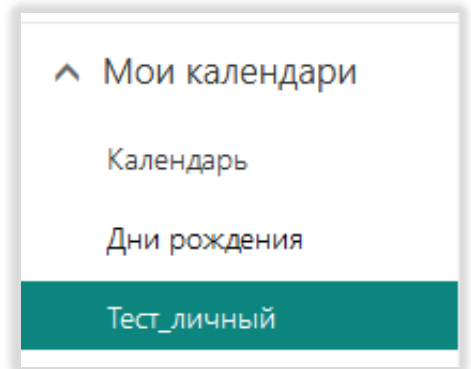 Мои календари
Календарь
Дни рождения
Тест_личный